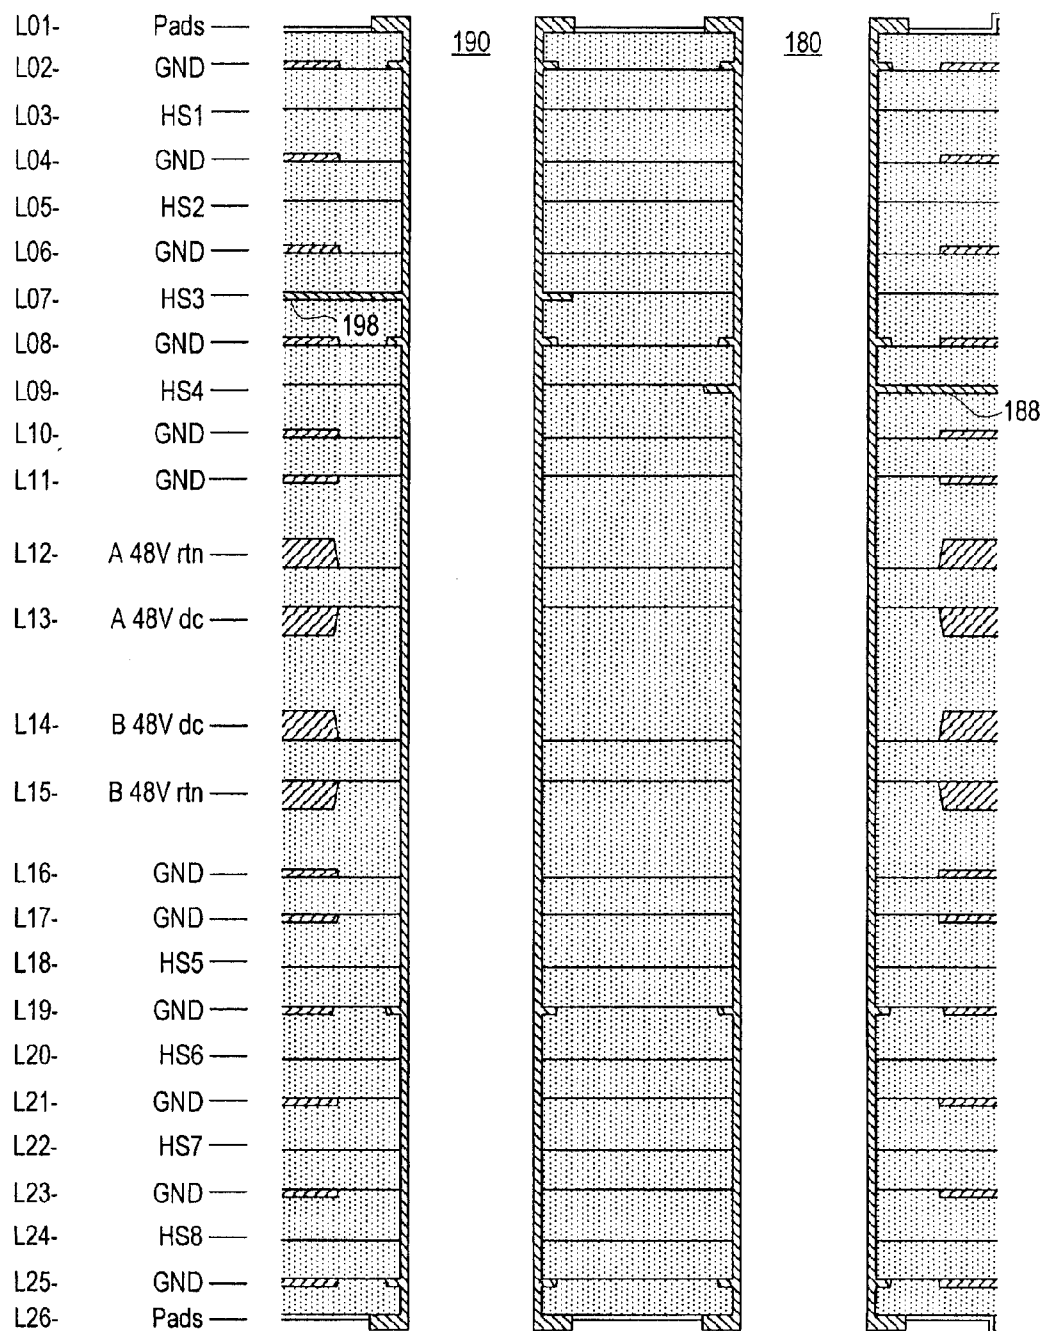 L01- Pads 190 180
L02- GND
L03- HS1
L04- GND
L05- HS2
L06- GND
L07- HS3
198
L08- GND
L09- HS4
188
L10- GND
L11- GND
L12- A 48V rtn
L13- A 48V dc
L14- B 48V dc
L15- B 48V rtn
L16- GND
L17- GND
L18- HS5
L19- GND
L20- HS6
L21- GND
L22- HS7
L23- GND
L24- HS8
L25- GND
L26- Pads